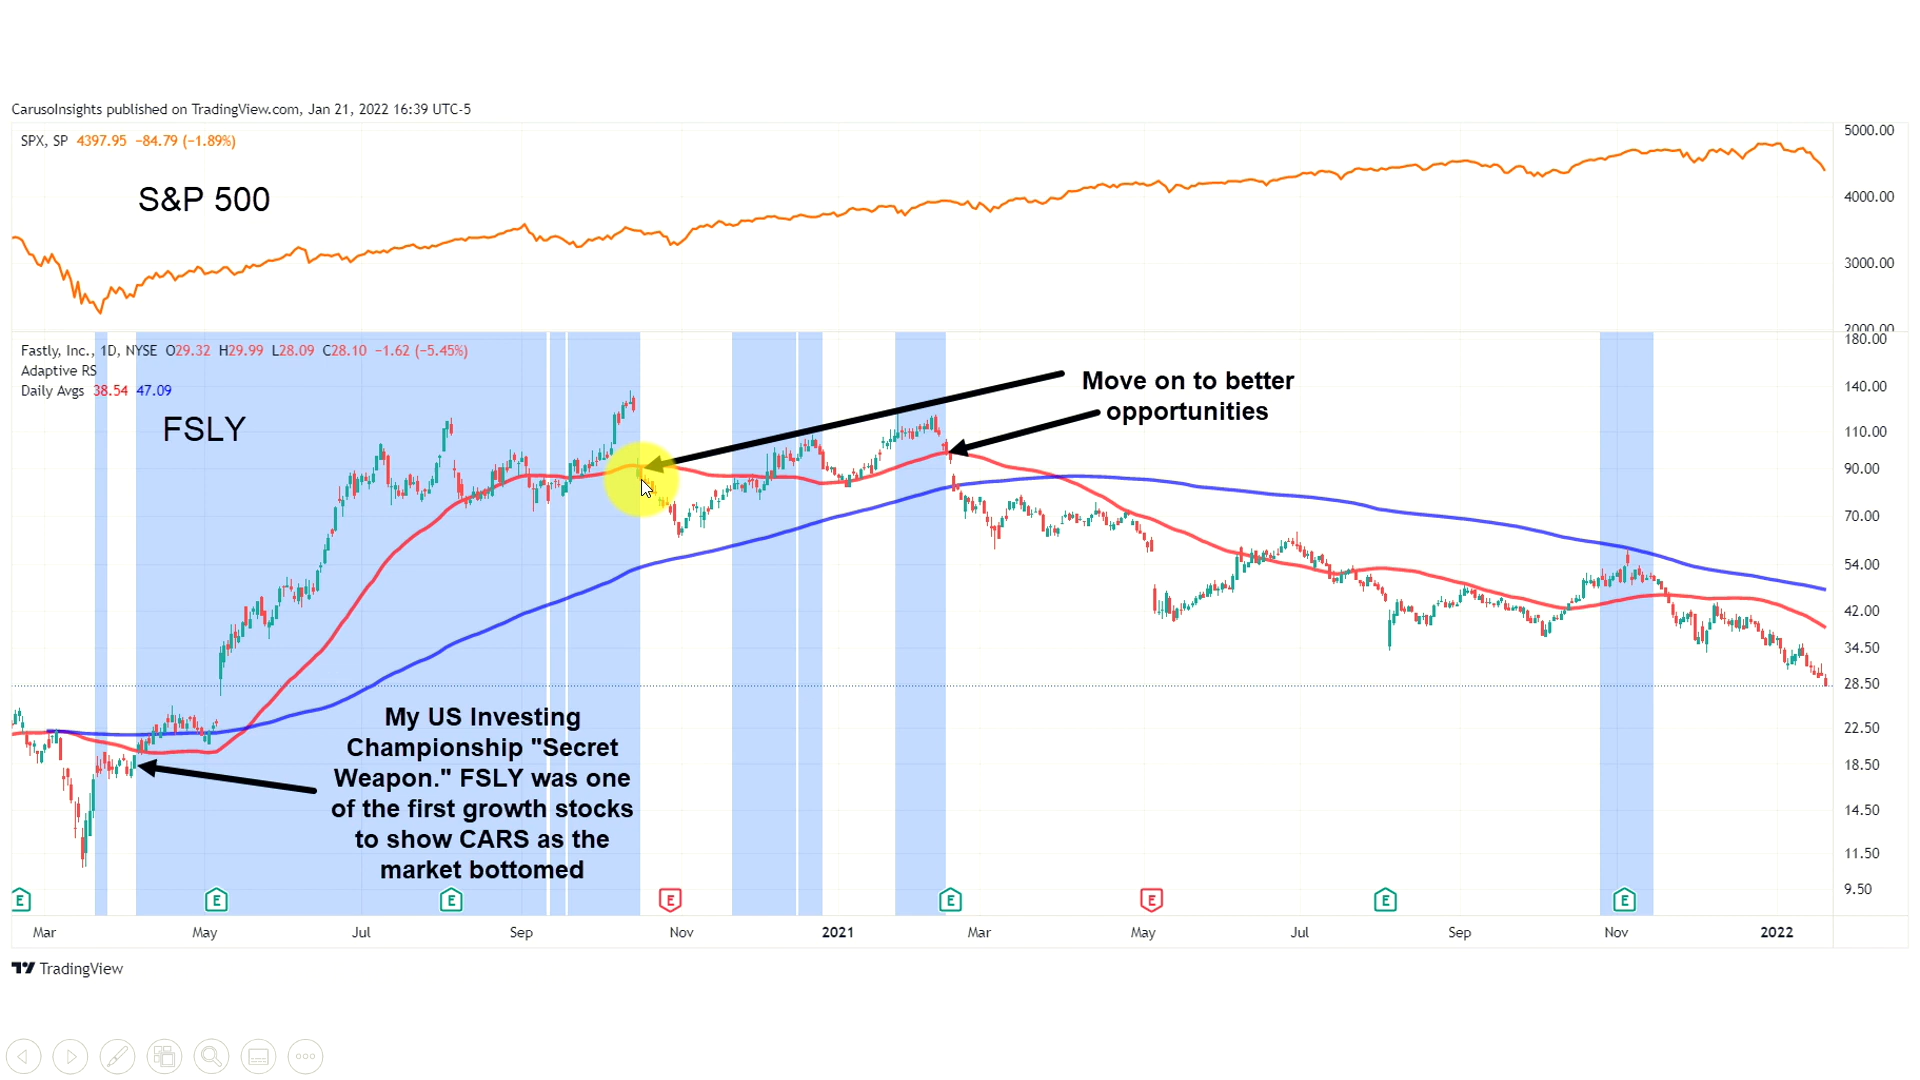 CarusoInsights published on TradingView.com, Jan 21, 2022 16:39 UTC-5
SPX, SP 4397.95 −84.79 (−1.89%)
S&P 500
5000.00
4000.00
3000.00
2000.00
Fastly, Inc., 1D, NYSE O29.32 H29.99 L28.09 C28.10 −1.62 (−5.45%)
Adaptive RS
Daily Avgs 38.54 47.09
FSLY
Move on to better
opportunities
My US Investing
Championship "Secret
Weapon." FSLY was one
of the first growth stocks
to show CARS as the
market bottomed
180.00
140.00
110.00
90.00
70.00
54.00
42.00
34.50
28.50
22.50
18.50
14.50
11.50
9.50
E E E E E E E E
Mar May Jul Sep Nov 2021 Mar May Jul Sep Nov 2022
TradingView